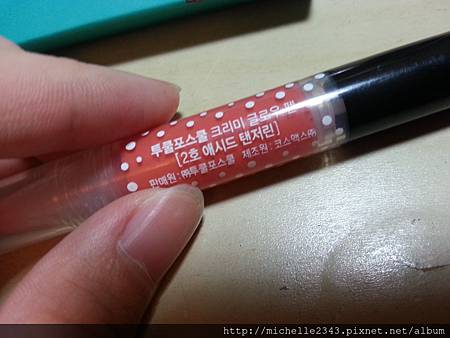 투쿨포스쿨 크리미 글로우 펜
[2호 애시드 탠저린]
판매원 : ㈜투쿨포스쿨 제조원 : 코스맥스㈜
http://michelle2343.pixnet.net/album